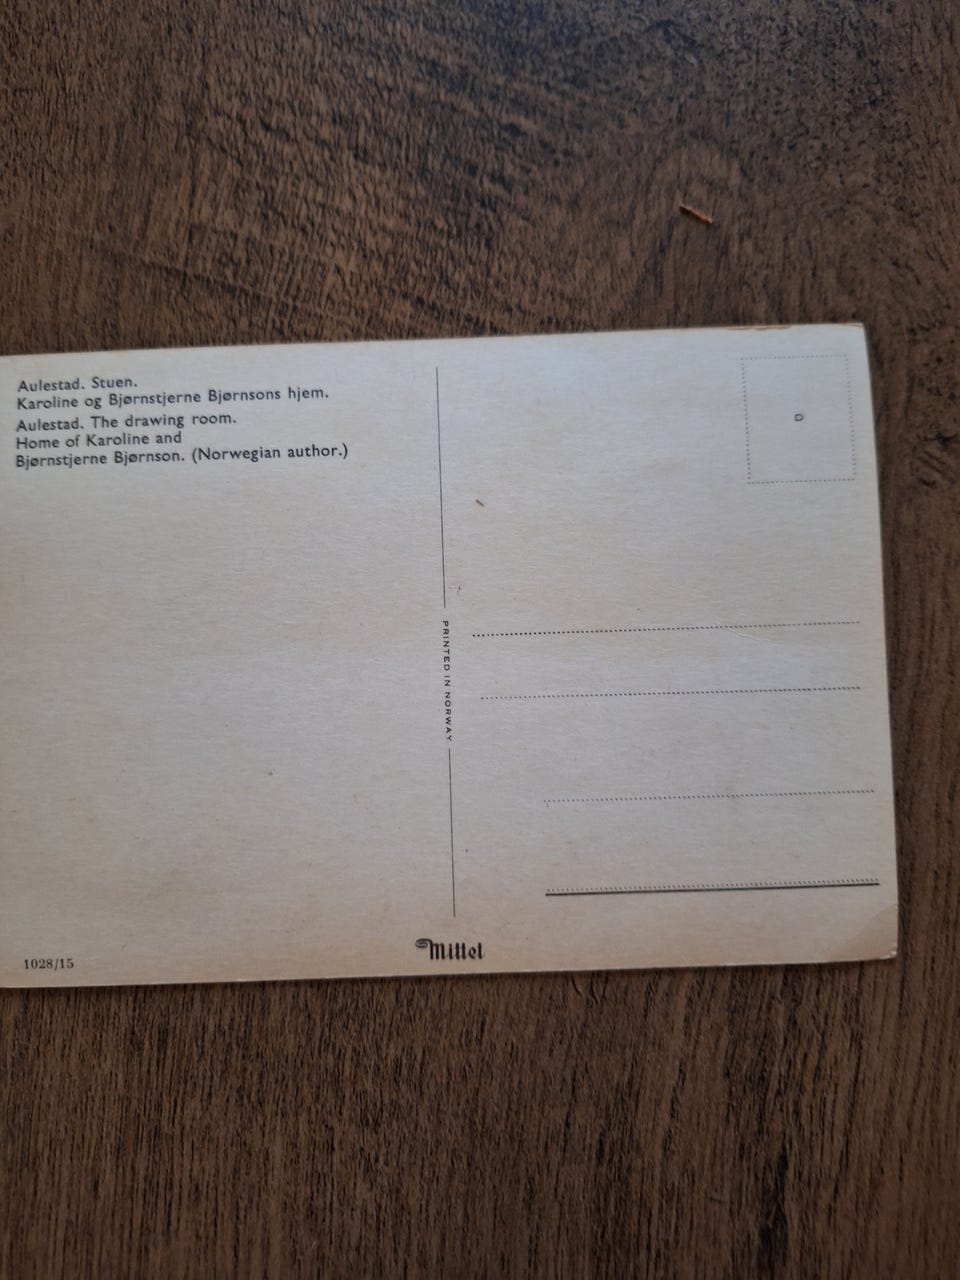 Aulestad. Stuen.
Karoline og Bjørnstjerne Bjørnsons hjem.
Aulestad. The drawing room.
Home of Karoline and
Bjørnstjerne Bjørnson. (Norwegian author.)
D
PRINTED IN NORWAY
1028/15
Mittet